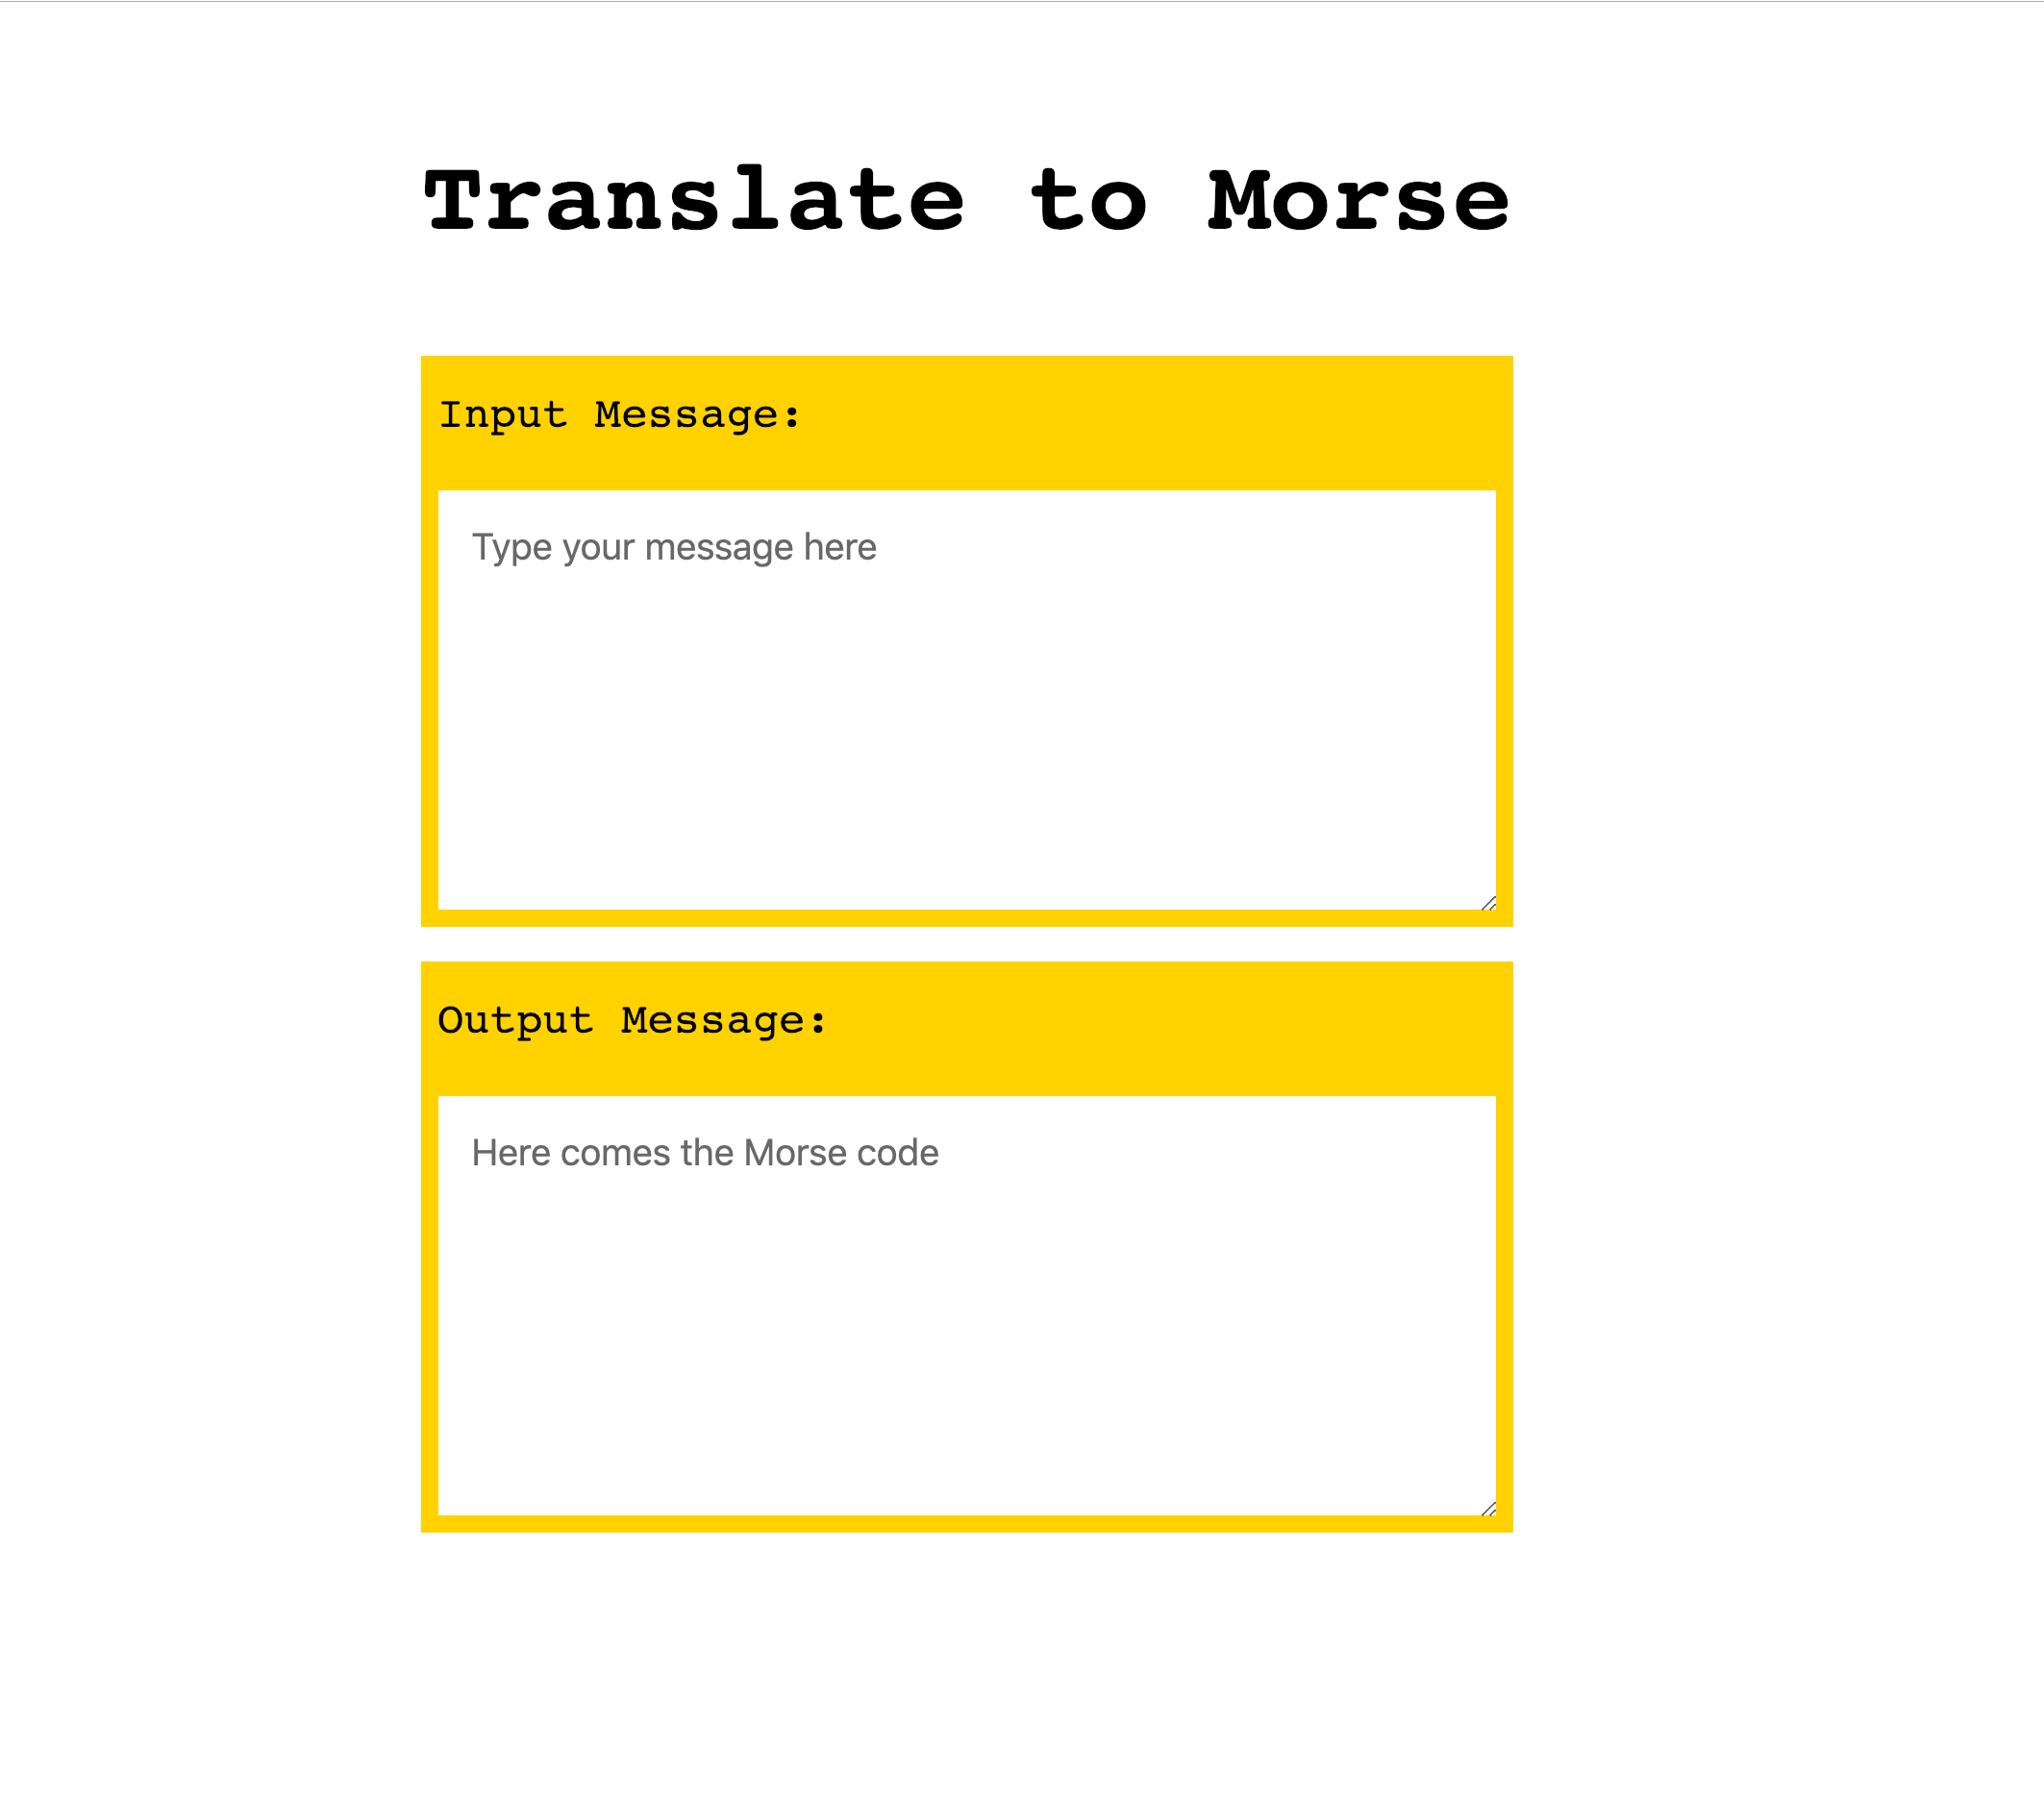 Translate to Morse
Input Message:
Type your message here
Output Message:
Here comes the Morse code